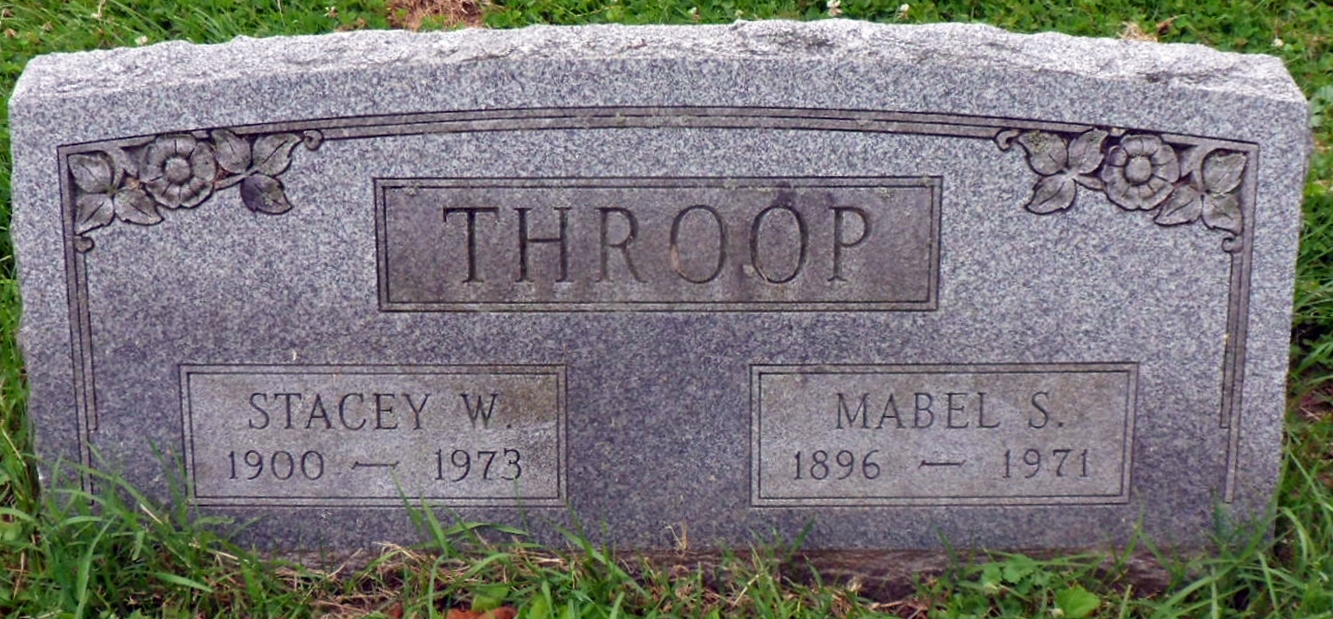 THROOP
STACEY W.
1900 — 1973
MABEL S.
1896 — 1971